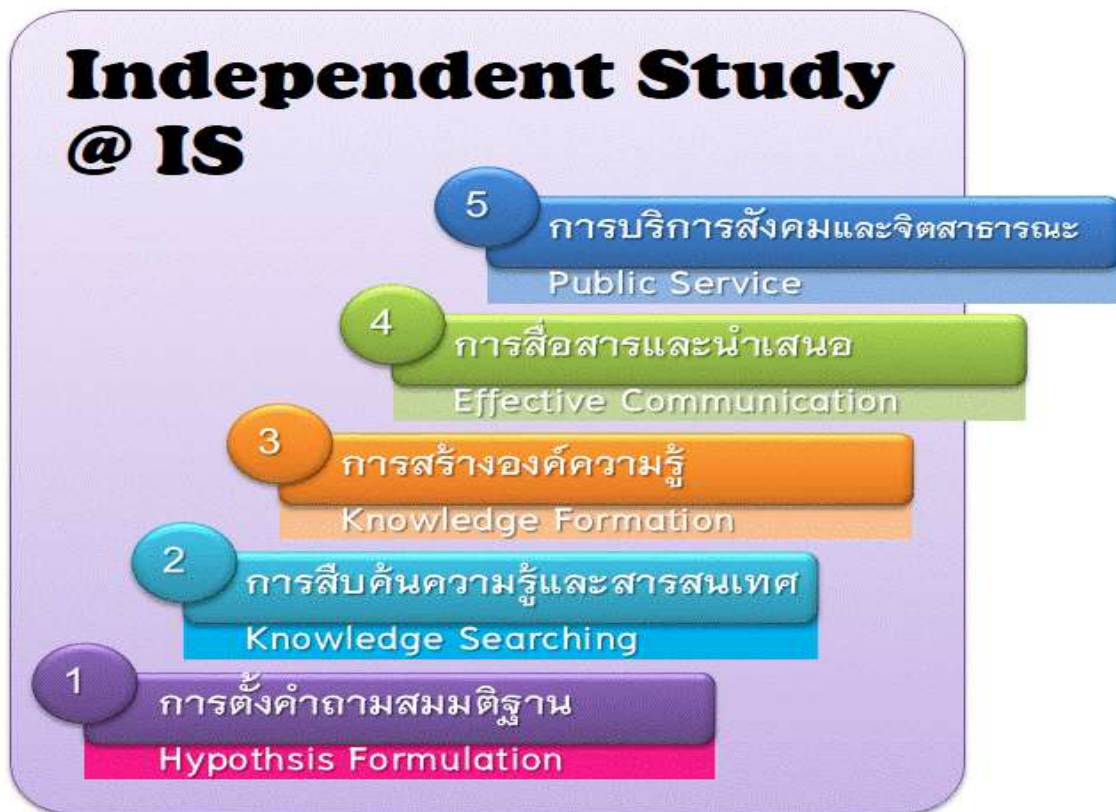 Independent Study
@ IS
5
การบริการสังคมและจิตสาธารณะ
Public Service
4
การสื่อสารและนำเสนอ
Effective Communication
3
การสร้างองค์ความรู้
Knowledge Formation
2
การสืบค้นความรู้และสารสนเทศ
Knowledge Searching
1
การตั้งคำถามสมมติฐาน
Hypothsis Formulation